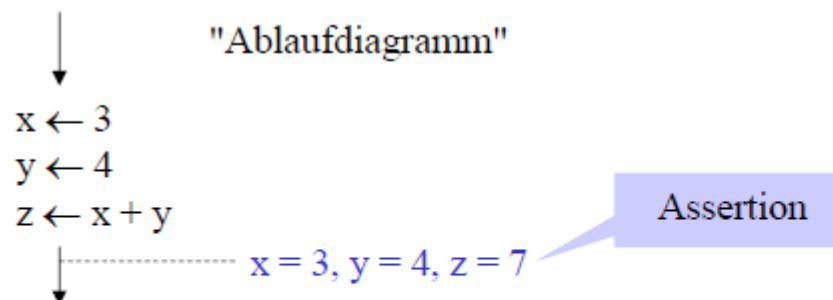 "Ablaufdiagramm"
x ← 3
y ← 4
z ← x + y
Assertion
x = 3, y = 4, z = 7